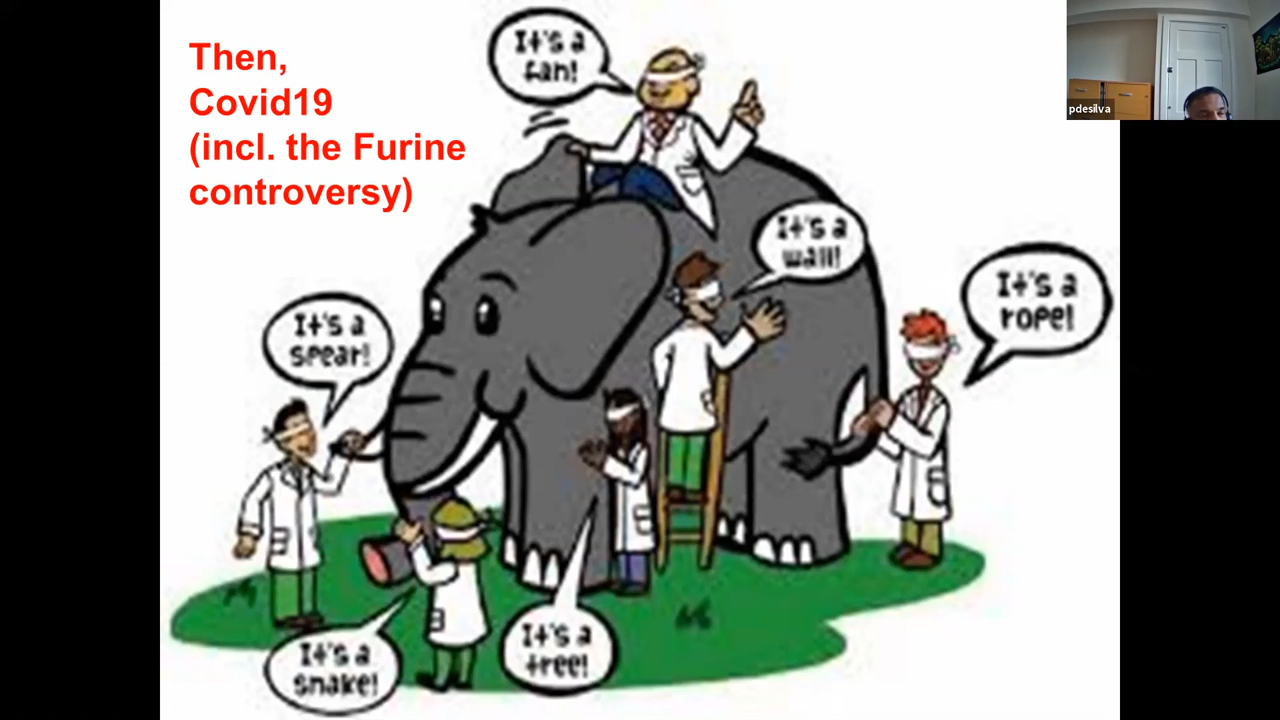 Then,
Covid19
(incl. the Furine
controversy)
It's a
fan!
It's a
wall!
It's a
rope!
It's a
spear!
It's a
tree!
It's a
snake!
pdesilva